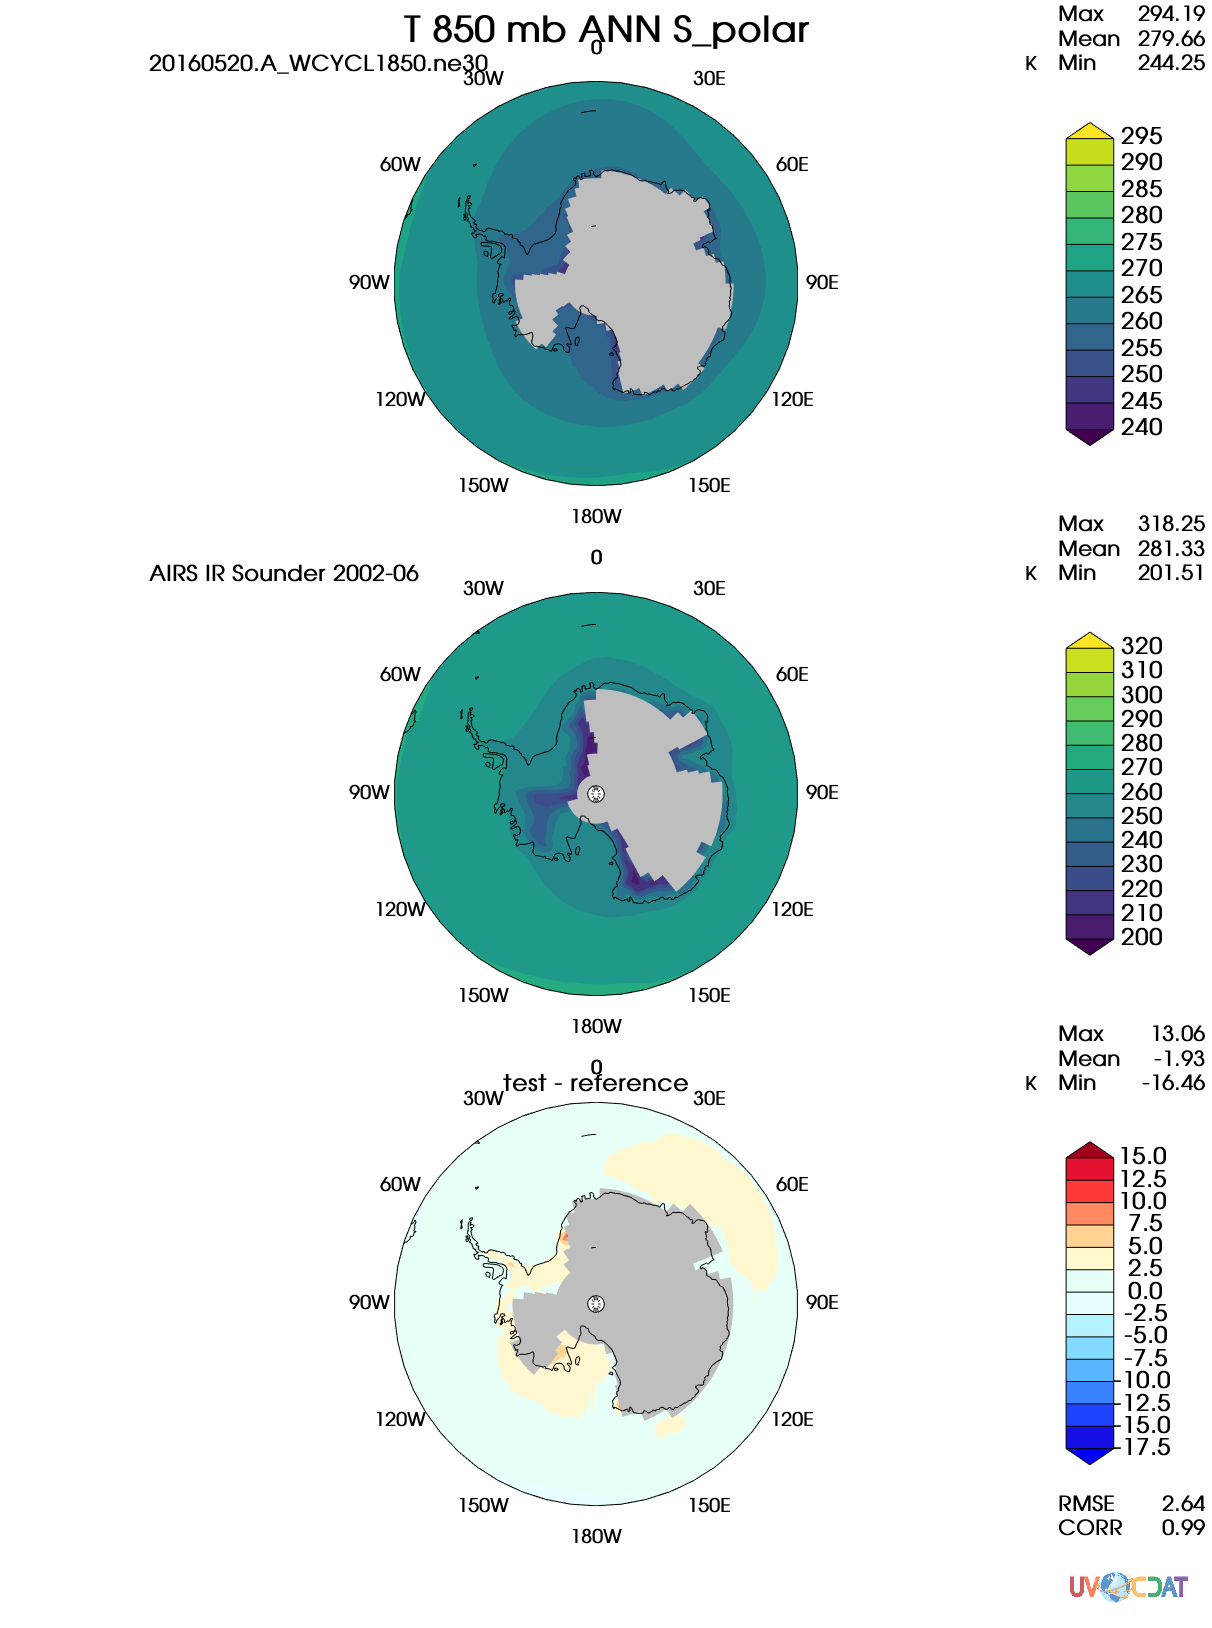 T 850 mb ANN S_polar
20160520.A_WCYCL1850.ne30
K
Max 294.19
Mean 279.66
Min 244.25
0
30W 30E
60W 60E
90W 90E
120W 120E
150W 150E
180W
295
290
285
280
275
270
265
260
255
250
245
240
AIRS IR Sounder 2002-06
K
Max 318.25
Mean 281.33
Min 201.51
0
30W 30E
60W 60E
90W 90E
120W 120E
150W 150E
180W
320
310
300
290
280
270
260
250
240
230
220
210
200
test - reference
K
Max 13.06
Mean -1.93
Min -16.46
0
30W 30E
60W 60E
90W 90E
120W 120E
150W 150E
180W
15.0
12.5
10.0
7.5
5.0
2.5
0.0
-2.5
-5.0
-7.5
-10.0
-12.5
-15.0
-17.5
RMSE 2.64
CORR 0.99
UV CDAT